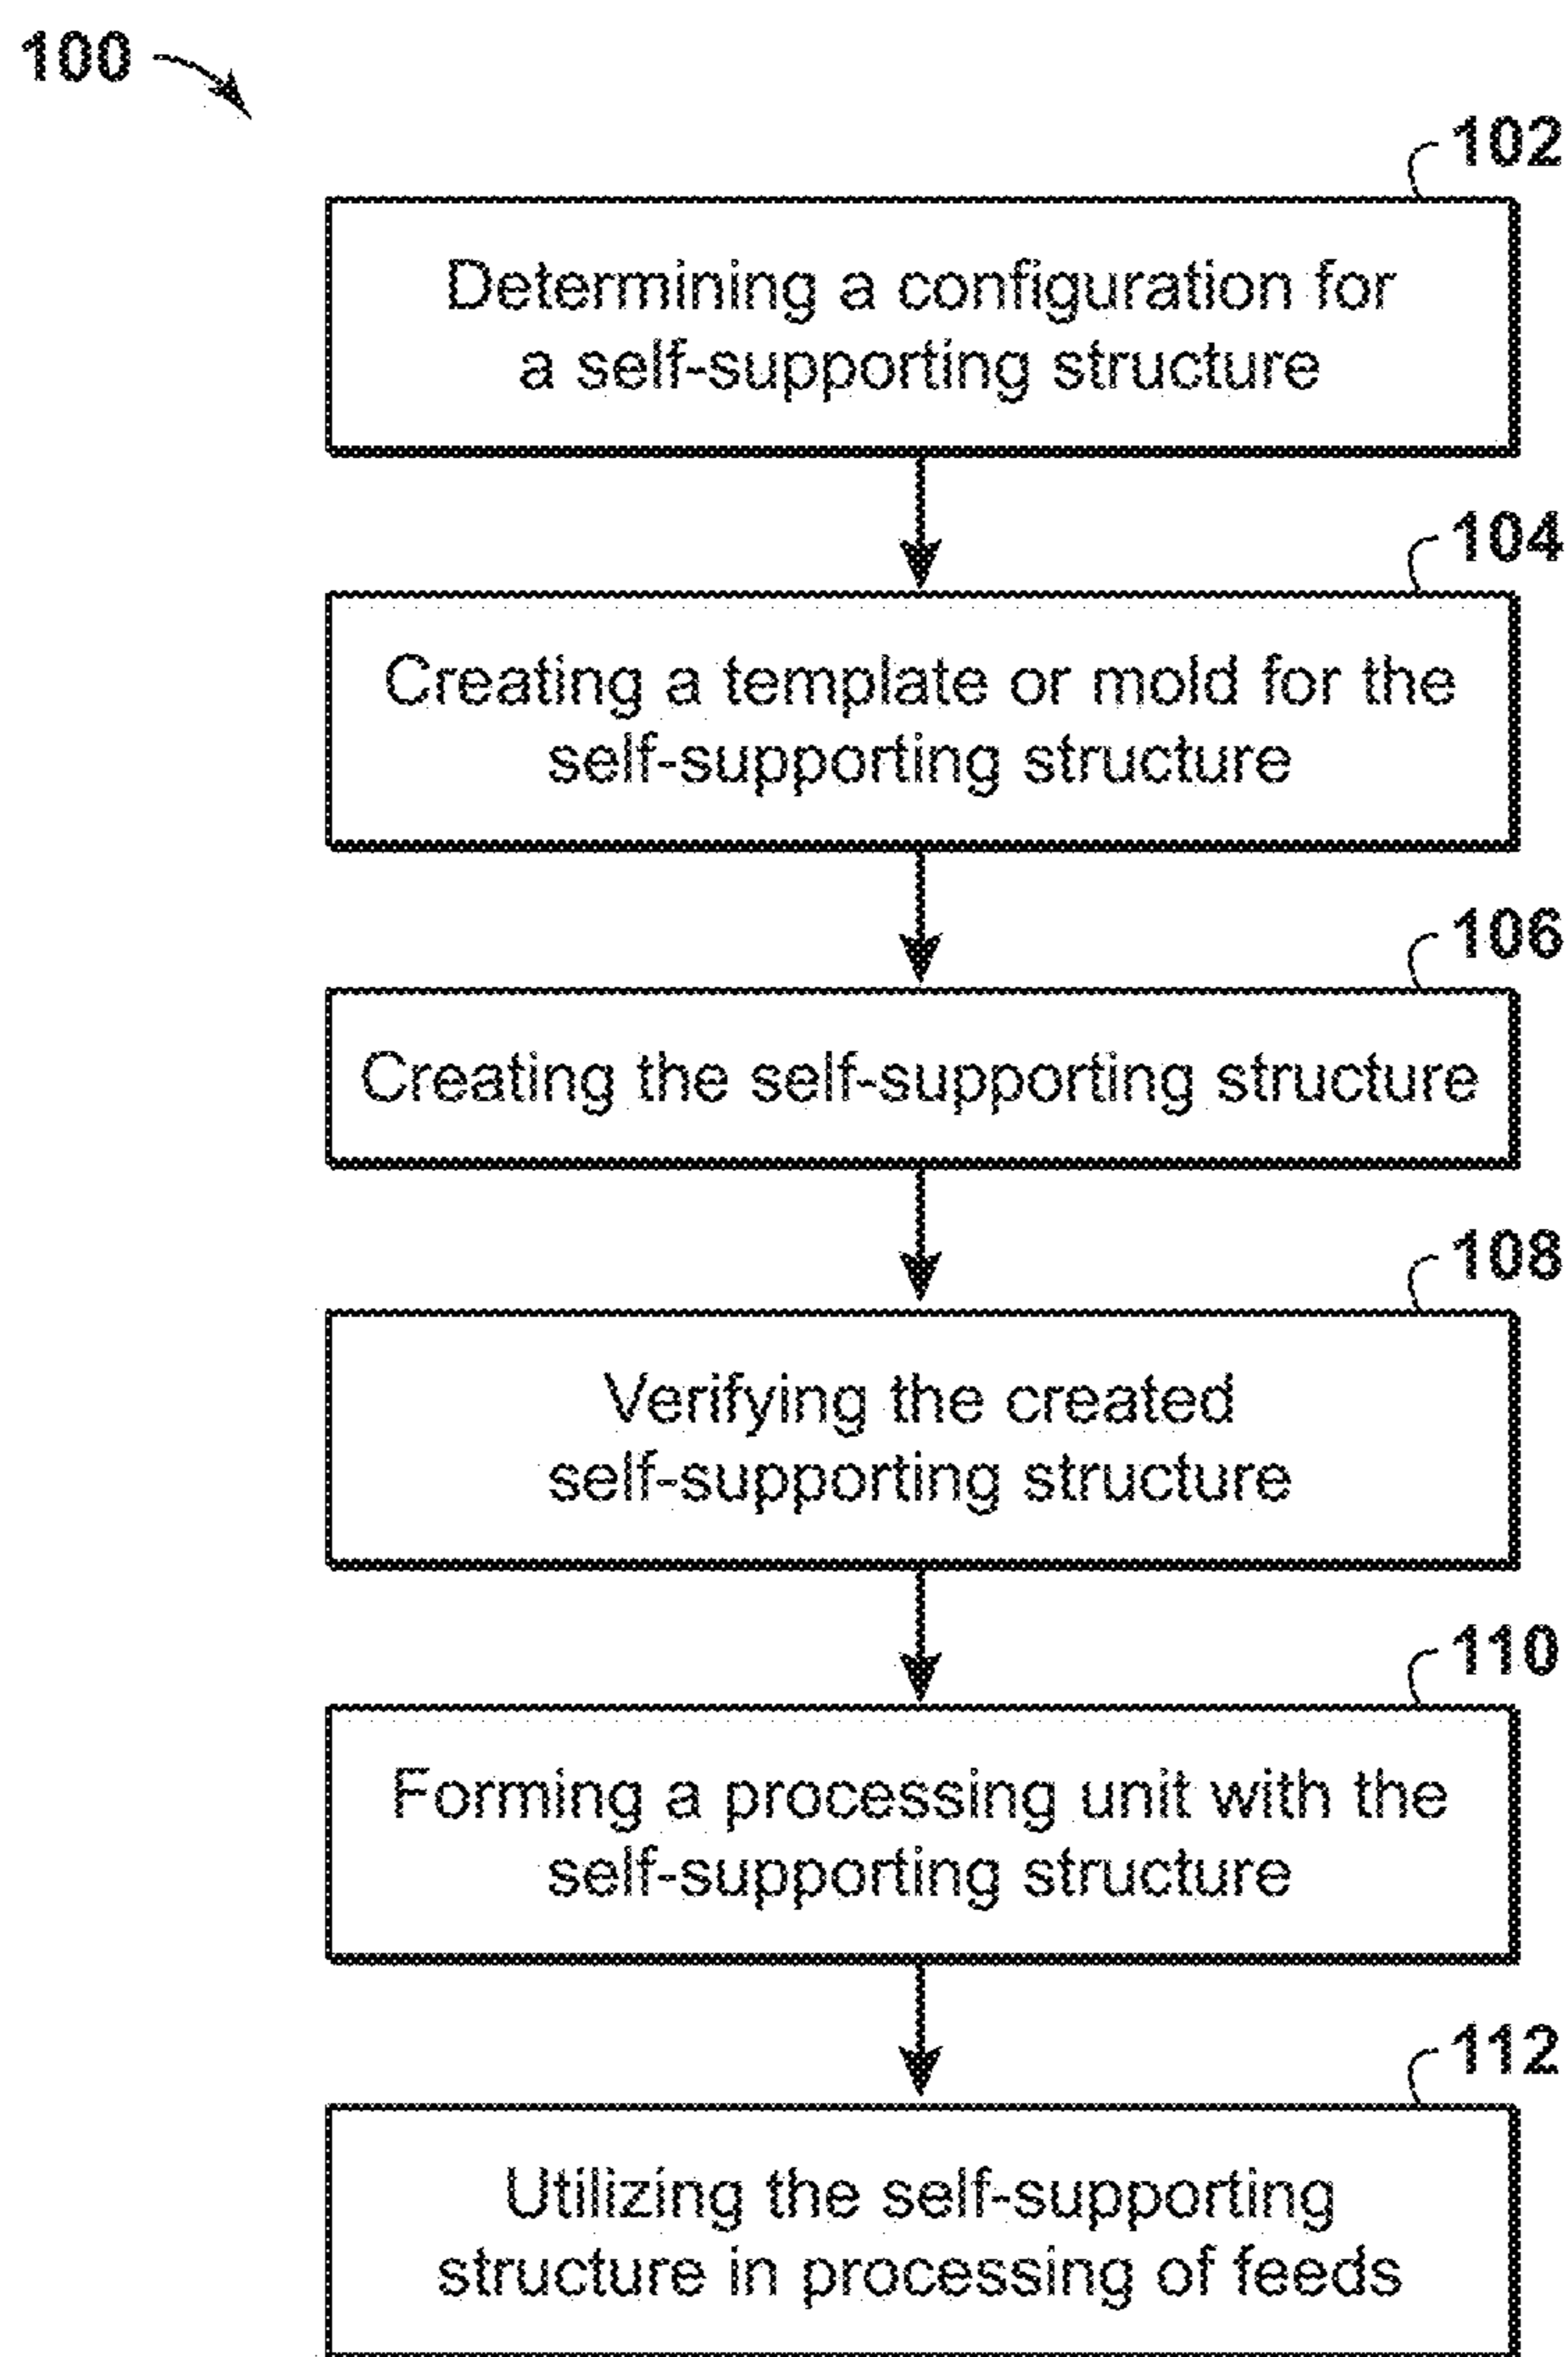 100
102
Determining a configuration for
a self-supporting structure
104
Creating a template or mold for the
self-supporting structure
106
Creating the self-supporting structure
108
Verifying the created
self-supporting structure
110
Forming a processing unit with the
self-supporting structure
112
Utilizing the self-supporting
structure in processing of feeds